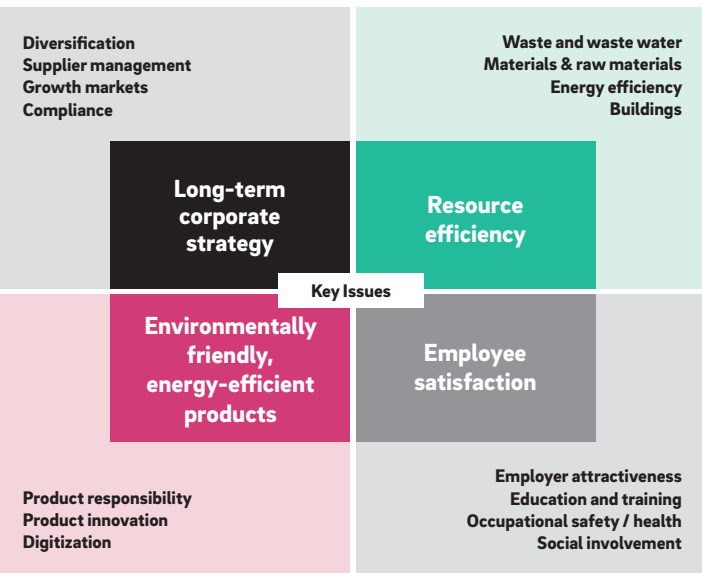 Diversification
Supplier management
Growth markets
Compliance
Waste and waste water
Materials & raw materials
Energy efficiency
Buildings
Long-term
corporate
strategy
Resource
efficiency
Key Issues
Environmentally
friendly,
energy-efficient
products
Employee
satisfaction
Product responsibility
Product innovation
Digitization
Employer attractiveness
Education and training
Occupational safety / health
Social involvement